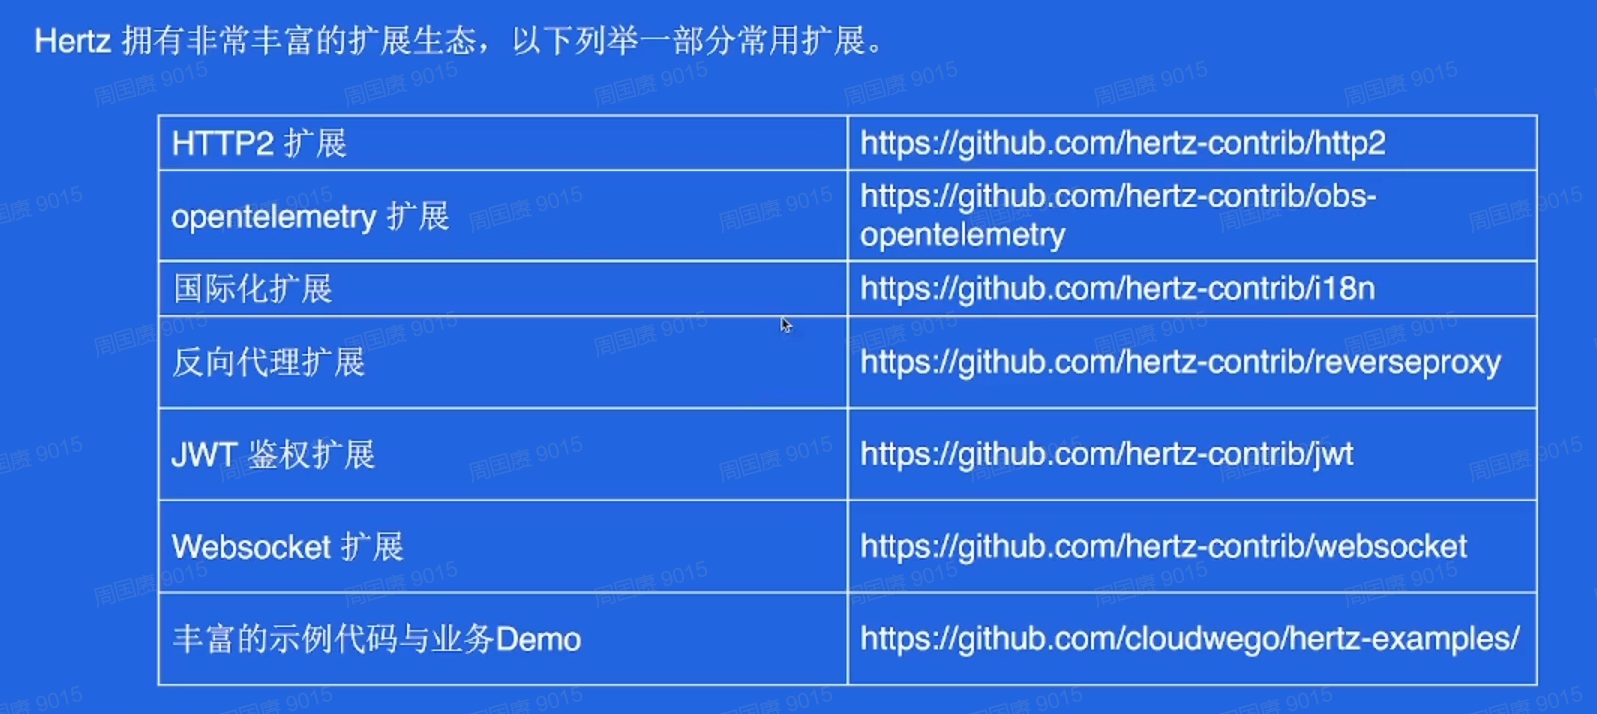 Hertz 拥有非常丰富的扩展生态，以下列举一部分常用扩展。
HTTP2 扩展
https://github.com/hertz-contrib/http2
opentelemetry 扩展
https://github.com/hertz-contrib/obs-
opentelemetry
国际化扩展
https://github.com/hertz-contrib/i18n
反向代理扩展
https://github.com/hertz-contrib/reverseproxy
JWT 鉴权扩展
https://github.com/hertz-contrib/jwt
Websocket 扩展
https://github.com/hertz-contrib/websocket
丰富的示例代码与业务Demo
https://github.com/cloudwego/hertz-examples/